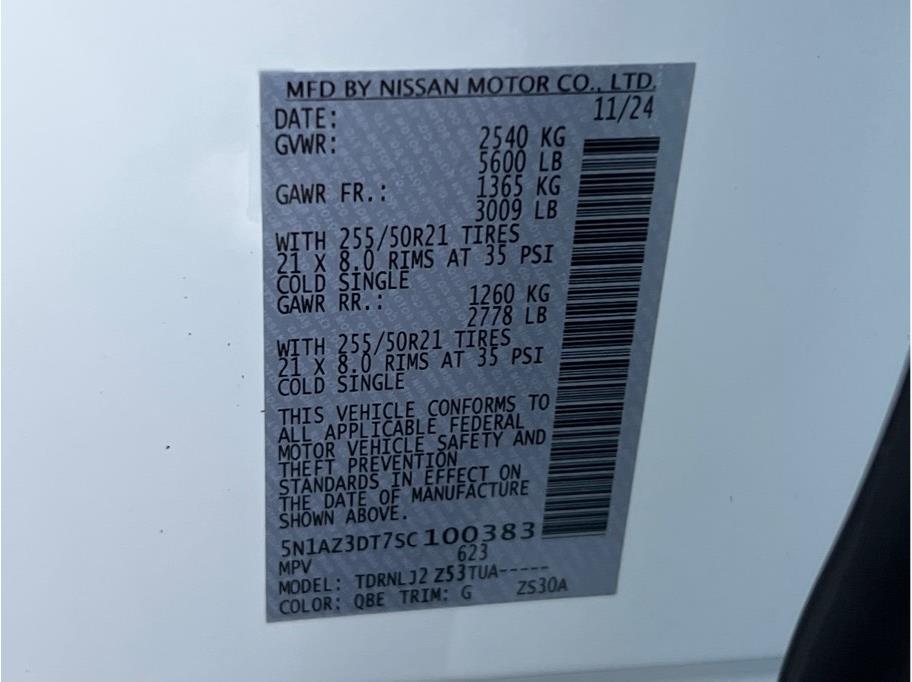 MFD BY NISSAN MOTOR CO., LTD.
DATE: 11/24
GVWR: 2540 KG
5600 LB
GAWR FR.: 1365 KG
3009 LB
WITH 255/50R21 TIRES
21 X 8.0 RIMS AT 35 PSI
COLD SINGLE
GAWR RR.: 1260 KG
2778 LB
WITH 255/50R21 TIRES
21 X 8.0 RIMS AT 35 PSI
COLD SINGLE
THIS VEHICLE CONFORMS TO
ALL APPLICABLE FEDERAL
MOTOR VEHICLE SAFETY AND
THEFT PREVENTION
STANDARDS IN EFFECT ON
THE DATE OF MANUFACTURE
SHOWN ABOVE.
5N1AZ3DT7SC100383
MPV 623
MODEL: TDRNLJ2 Z53TUA-----
COLOR: QBE TRIM: G ZS30A